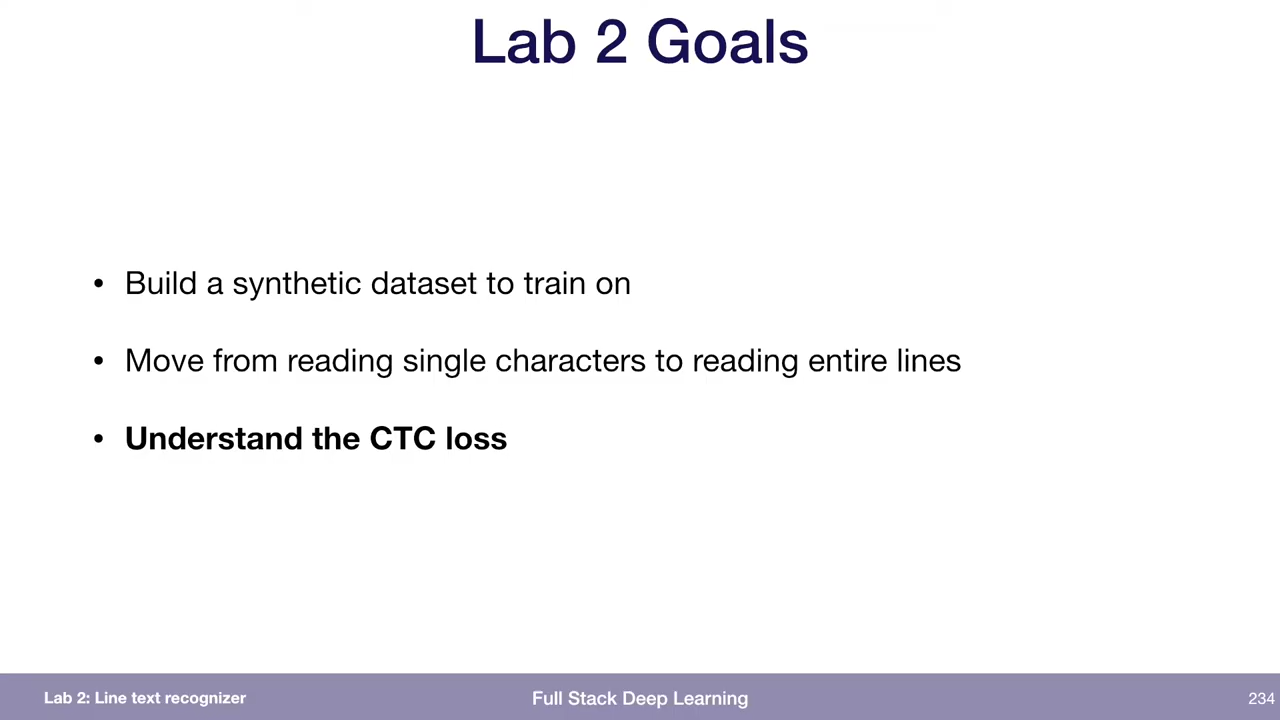 Lab 2 Goals
• Build a synthetic dataset to train on
• Move from reading single characters to reading entire lines
• Understand the CTC loss
Lab 2: Line text recognizer
Full Stack Deep Learning
234